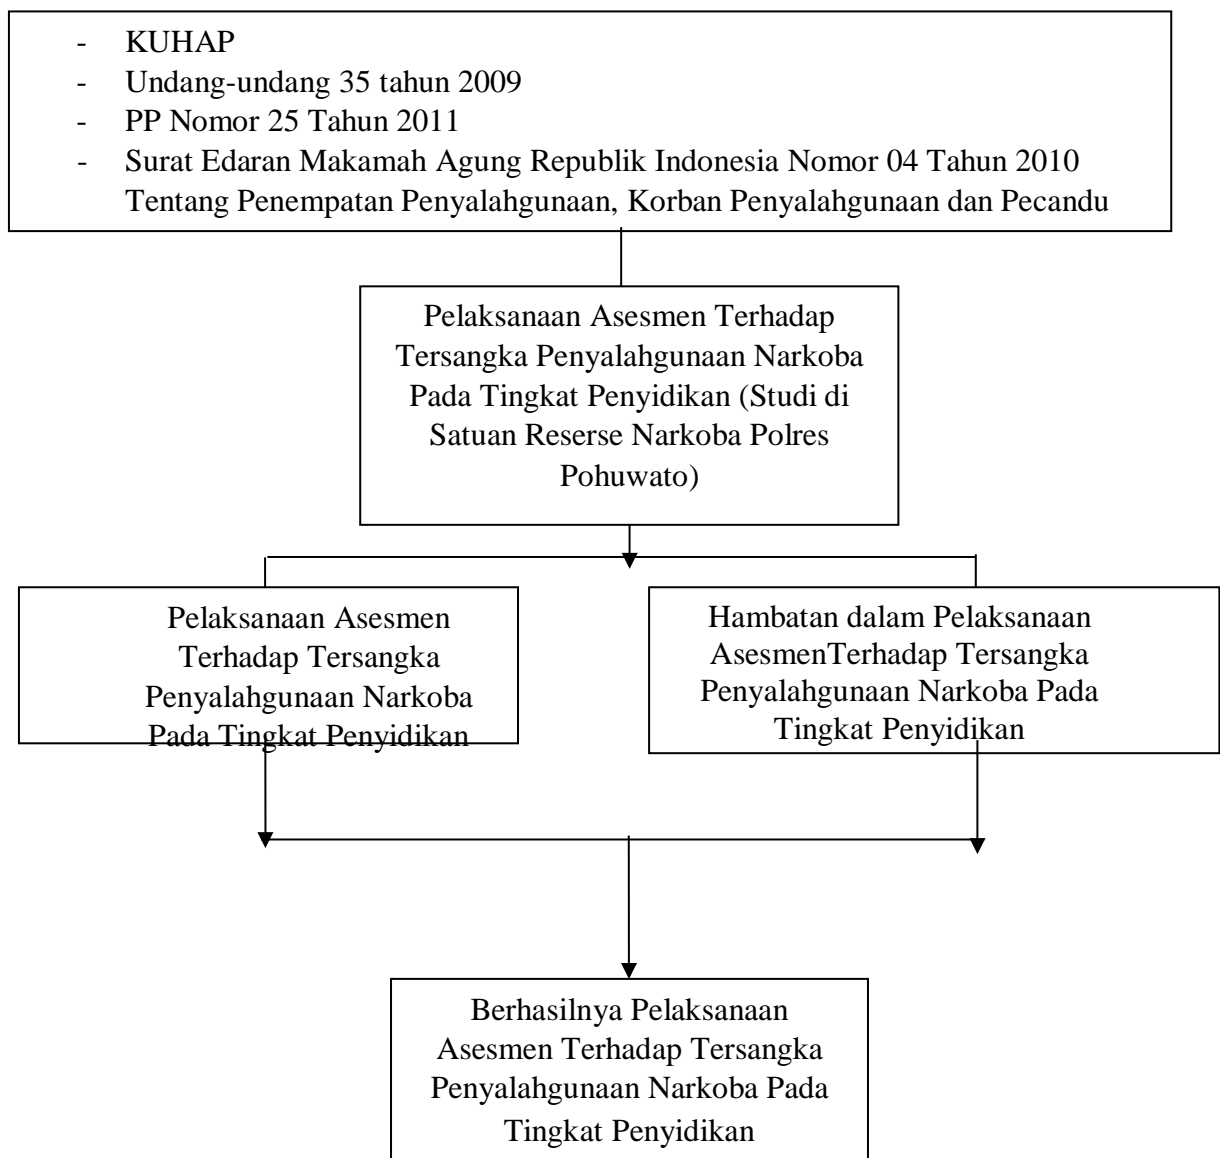 - KUHAP
- Undang-undang 35 tahun 2009
- PP Nomor 25 Tahun 2011
- Surat Edaran Makamah Agung Republik Indonesia Nomor 04 Tahun 2010
Tentang Penempatan Penyalahgunaan, Korban Penyalahgunaan dan Pecandu
Pelaksanaan Asesmen Terhadap
Tersangka Penyalahgunaan Narkoba
Pada Tingkat Penyidikan (Studi di
Satuan Reserse Narkoba Polres
Pohuwato)
Pelaksanaan Asesmen
Terhadap Tersangka
Penyalahgunaan Narkoba
Pada Tingkat Penyidikan
Hambatan dalam Pelaksanaan
AsesmenTerhadap Tersangka
Penyalahgunaan Narkoba Pada
Tingkat Penyidikan
Berhasilnya Pelaksanaan
Asesmen Terhadap Tersangka
Penyalahgunaan Narkoba Pada
Tingkat Penyidikan